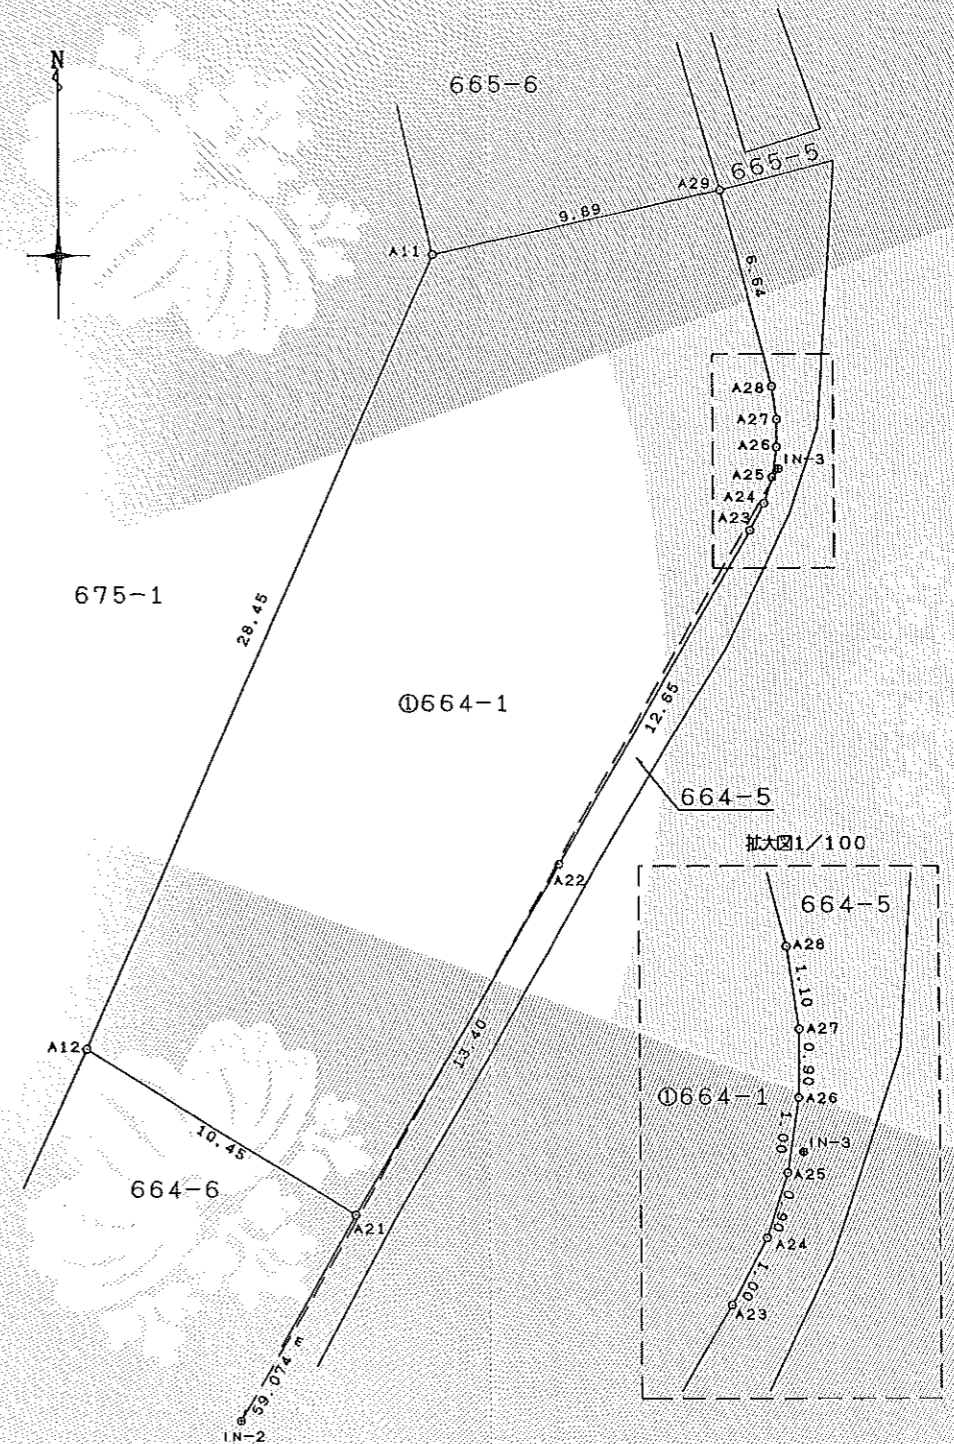 N
665-6
665-5
A29
9.89
A11
6.64
A28
A27
A26
IN-3
A25
A24
A23
675-1
28.45
①664-1
12.65
664-5
拡大図1/100
A22
664-5
A28
1.10
A27
0.90
A26
①664-1
1.00
IN-3
A25
0.90
A24
1.00
A23
13.40
A12
10.45
664-6
A21
59.074m
IN-2